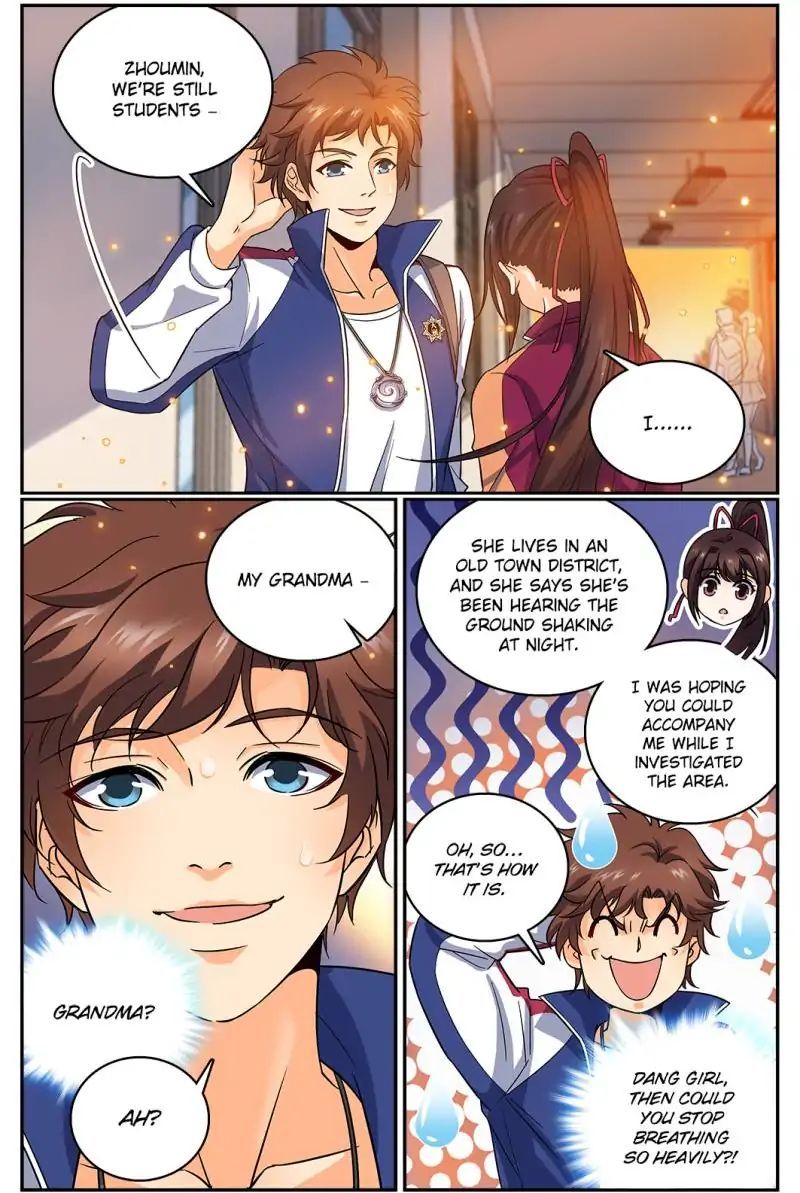 ZHOUMIN,
WE'RE STILL
STUDENTS –
I......
MY GRANDMA –
GRANDMA?
AH?
SHE LIVES IN AN
OLD TOWN DISTRICT,
AND SHE SAYS SHE'S
BEEN HEARING THE
GROUND SHAKING
AT NIGHT.
I WAS HOPING
YOU COULD
ACCOMPANY
ME WHILE I
INVESTIGATED
THE AREA.
OH, SO...
THAT'S HOW
IT IS.
DANG GIRL,
THEN COULD
YOU STOP
BREATHING
SO HEAVILY?!